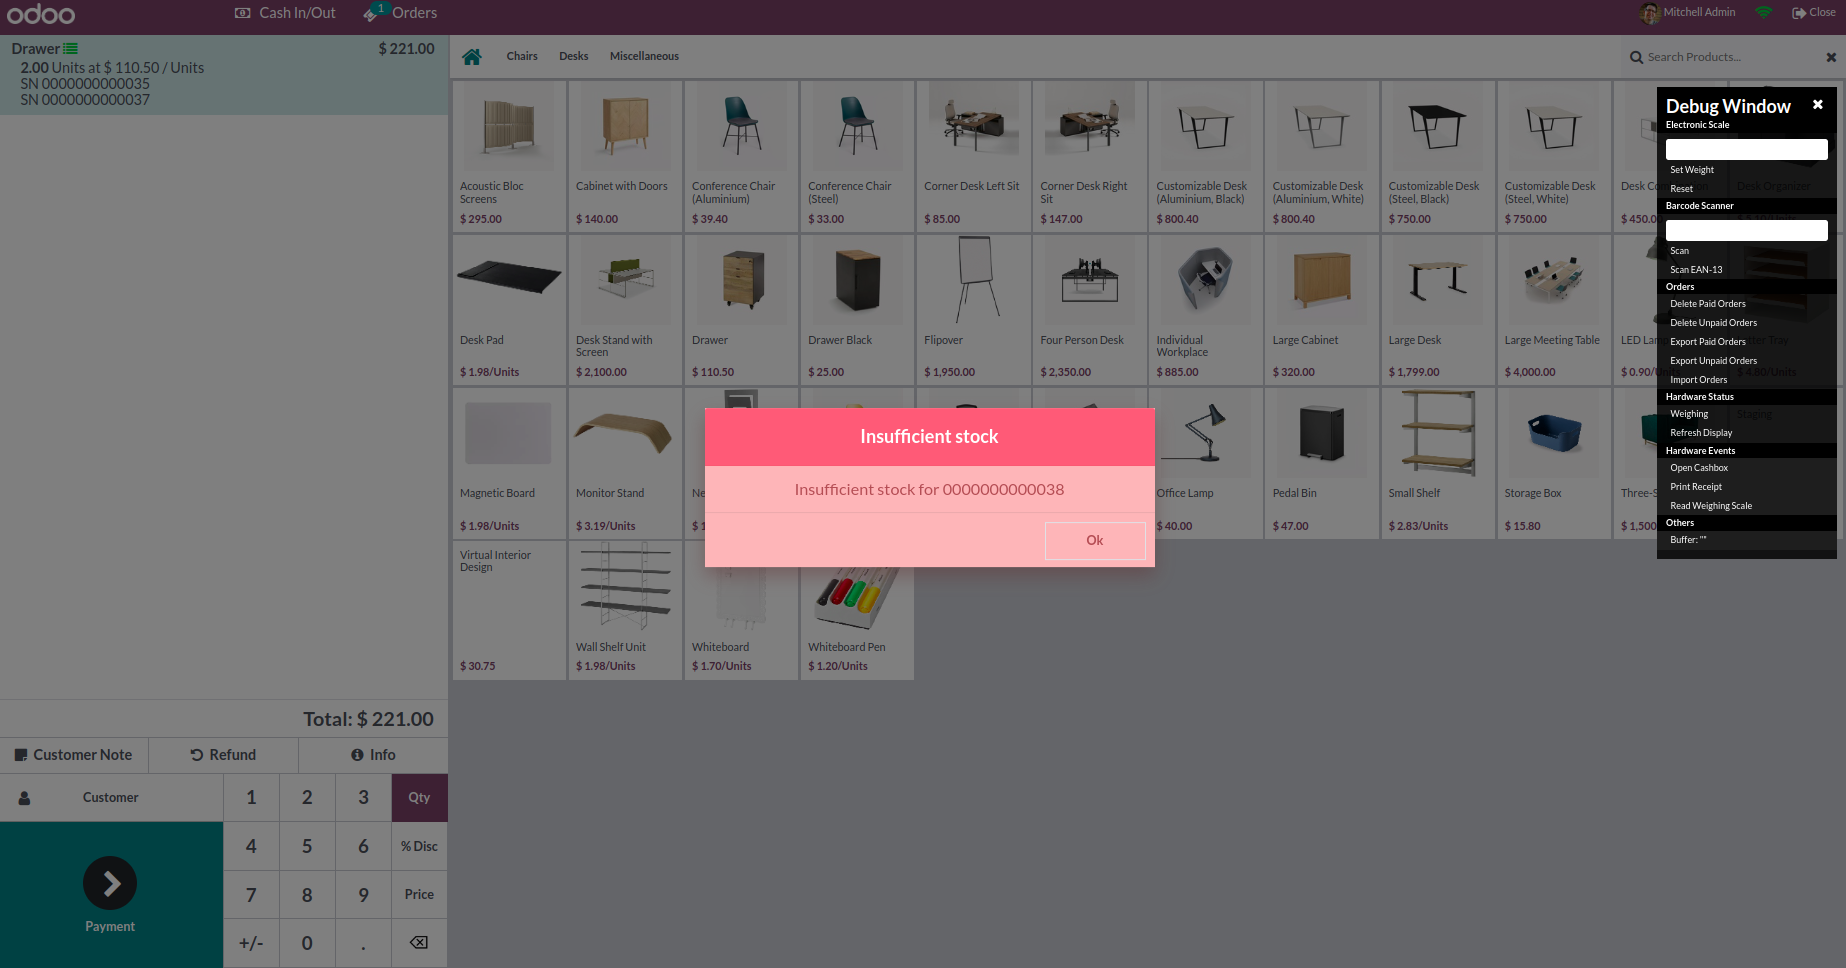 odoo
Cash In/Out
1
Orders
Mitchell Admin
Close
Drawer
$ 221.00
2.00 Units at $ 110.50 / Units
SN 0000000000035
SN 0000000000037
Chairs
Desks
Miscellaneous
Search Products...
Acoustic Bloc
Screens
$ 295.00
Cabinet with Doors
$ 140.00
Conference Chair
(Aluminium)
$ 39.40
Conference Chair
(Steel)
$ 33.00
Corner Desk Left Sit
$ 85.00
Corner Desk Right
Sit
$ 147.00
Customizable Desk
(Aluminium, Black)
$ 800.40
Customizable Desk
(Aluminium, White)
$ 800.40
Customizable Desk
(Steel, Black)
$ 750.00
Customizable Desk
(Steel, White)
$ 750.00
Desk
$ 450.0
Desk Organizer
Desk Pad
$ 1.98/Units
Desk Stand with
Screen
$ 2,100.00
Drawer
$ 110.50
Drawer Black
$ 25.00
Flipover
$ 1,950.00
Four Person Desk
$ 2,350.00
Individual
Workplace
$ 885.00
Large Cabinet
$ 320.00
Large Desk
$ 1,799.00
Large Meeting Table
$ 4,000.00
LED
$ 0.90/Units
Tray
$ 4.80/Units
Magnetic Board
$ 1.98/Units
Monitor Stand
$ 3.19/Units
Office Lamp
$ 40.00
Pedal Bin
$ 47.00
Small Shelf
$ 2.83/Units
Storage Box
$ 15.80
Three-S
$ 1,500
Virtual Interior
Design
$ 30.75
Wall Shelf Unit
$ 1.98/Units
Whiteboard
$ 1.70/Units
Whiteboard Pen
$ 1.20/Units
Insufficient stock
Insufficient stock for 0000000000038
Ok
Debug Window
Electronic Scale
Set Weight
Reset
Barcode Scanner
Scan
Scan EAN-13
Orders
Delete Paid Orders
Delete Unpaid Orders
Export Paid Orders
Export Unpaid Orders
Import Orders
Hardware Status
Weighing
Refresh Display
Hardware Events
Open Cashbox
Print Receipt
Read Weighing Scale
Others
Buffer: ""
Total: $ 221.00
Customer Note
Refund
Info
Customer
1
2
3
Qty
4
5
6
% Disc
7
8
9
Price
+/-
0
.
Payment